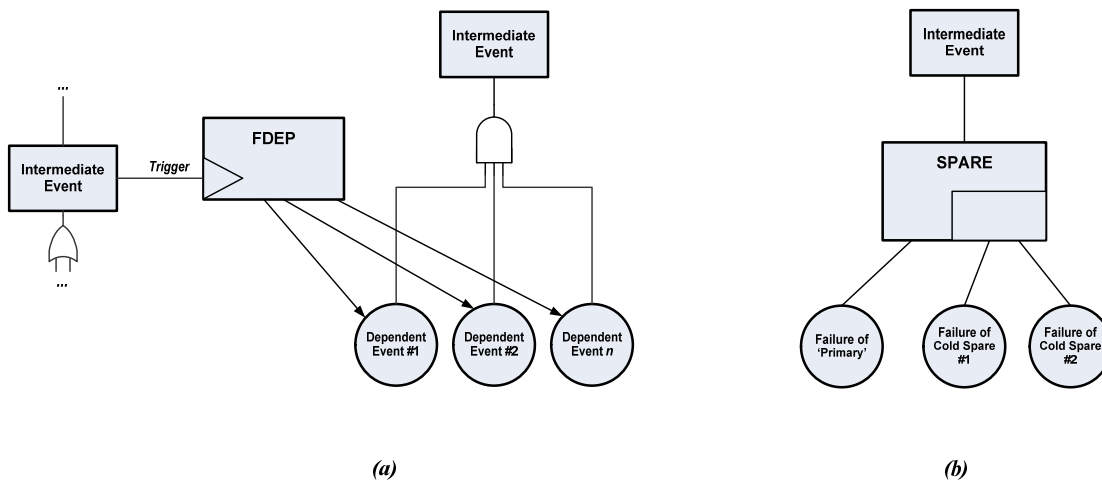 ...
Intermediate
Event
...
Trigger
FDEP
Intermediate
Event
Dependent
Event #1
Dependent
Event #2
Dependent
Event n
(a)
Intermediate
Event
SPARE
Failure of
‘Primary’
Failure of
Cold Spare
#1
Failure of
Cold Spare
#2
(b)